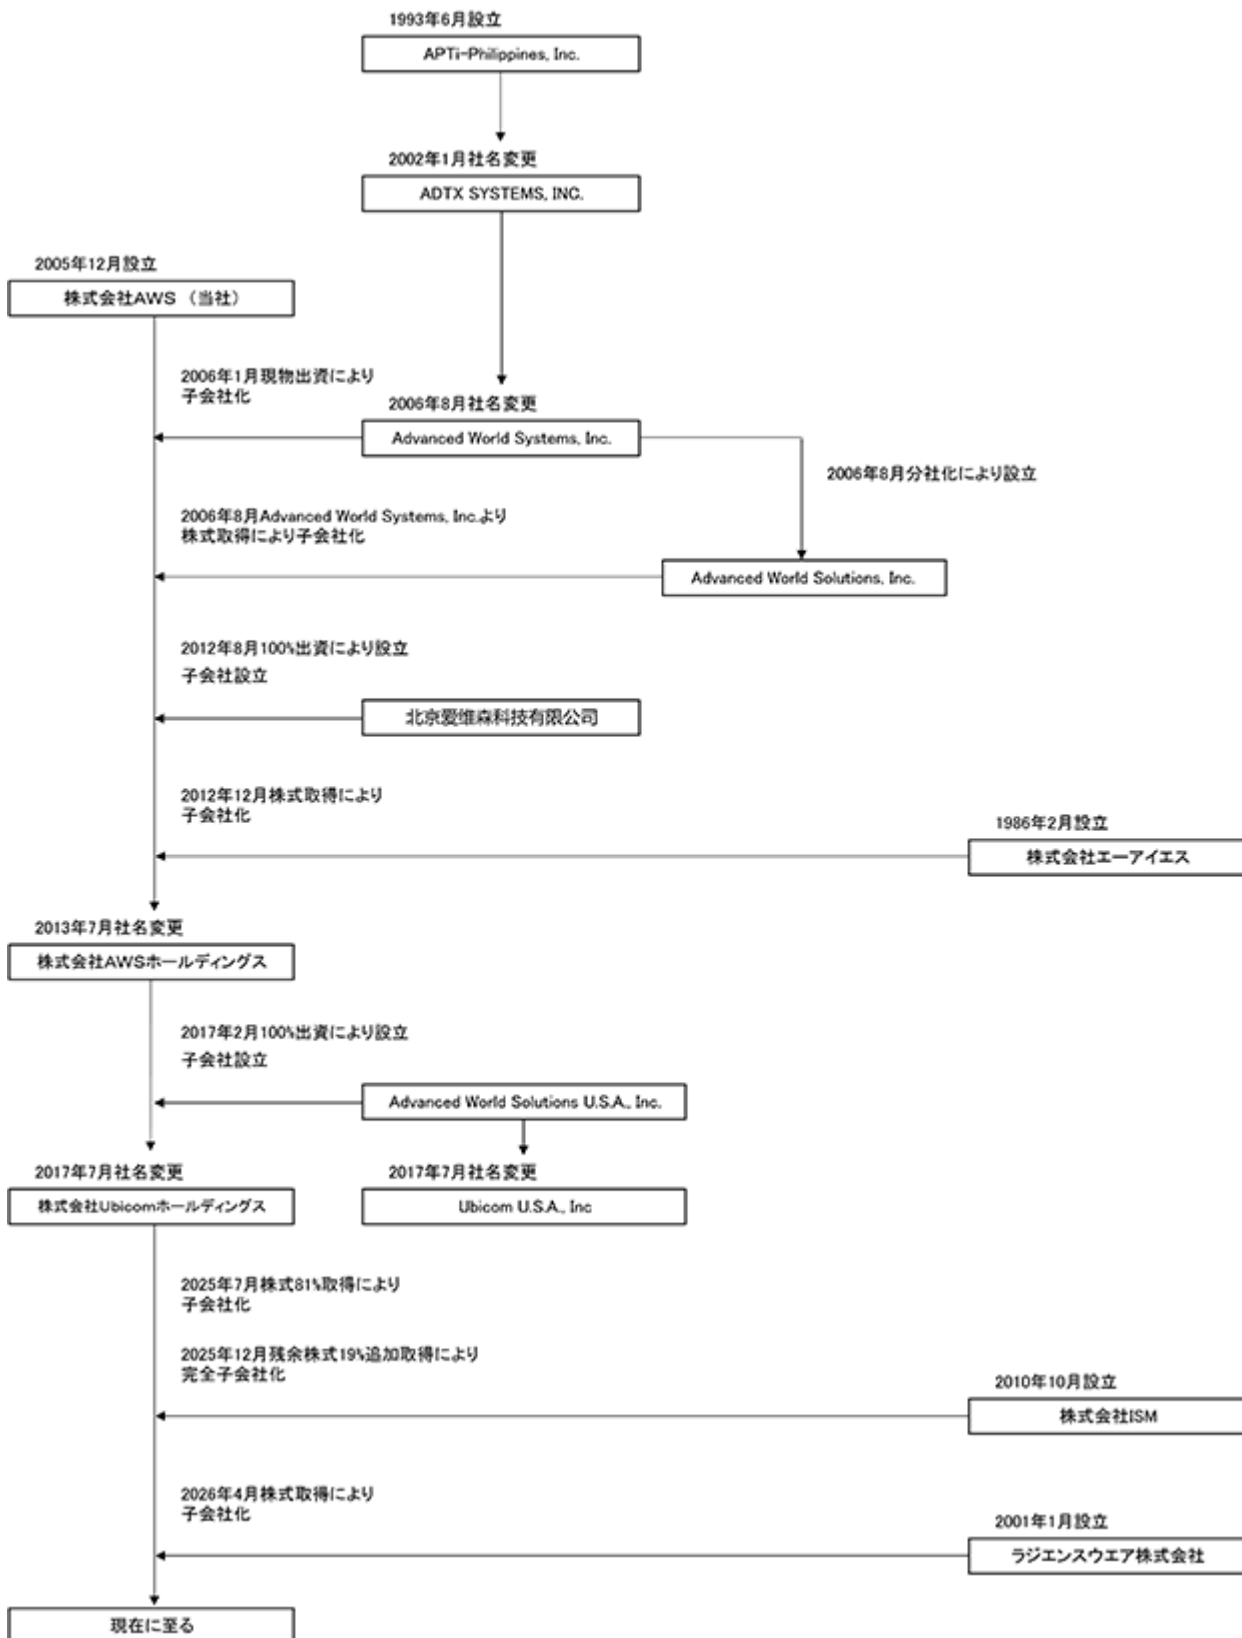 1993年6月設立
APTi-Philippines, Inc.
2002年1月社名変更
ADTX SYSTEMS, INC.
2005年12月設立
株式会社AWS （当社）
2006年1月現物出資により
子会社化
2006年8月社名変更
Advanced World Systems, Inc.
2006年8月分社化により設立
2006年8月Advanced World Systems, Inc.より
株式取得により子会社化
Advanced World Solutions, Inc.
2012年8月100%出資により設立
子会社設立
北京爱维森科技有限公司
2012年12月株式取得により
子会社化
1986年2月設立
株式会社エーアイエス
2013年7月社名変更
株式会社AWSホールディングス
2017年2月100%出資により設立
子会社設立
Advanced World Solutions U.S.A., Inc.
2017年7月社名変更
株式会社Ubicomホールディングス
2017年7月社名変更
Ubicom U.S.A., Inc
2025年7月株式81%取得により
子会社化
2025年12月残余株式19%追加取得により
完全子会社化
2010年10月設立
株式会社ISM
2026年4月株式取得により
子会社化
2001年1月設立
ラジエンスウエア株式会社
現在に至る